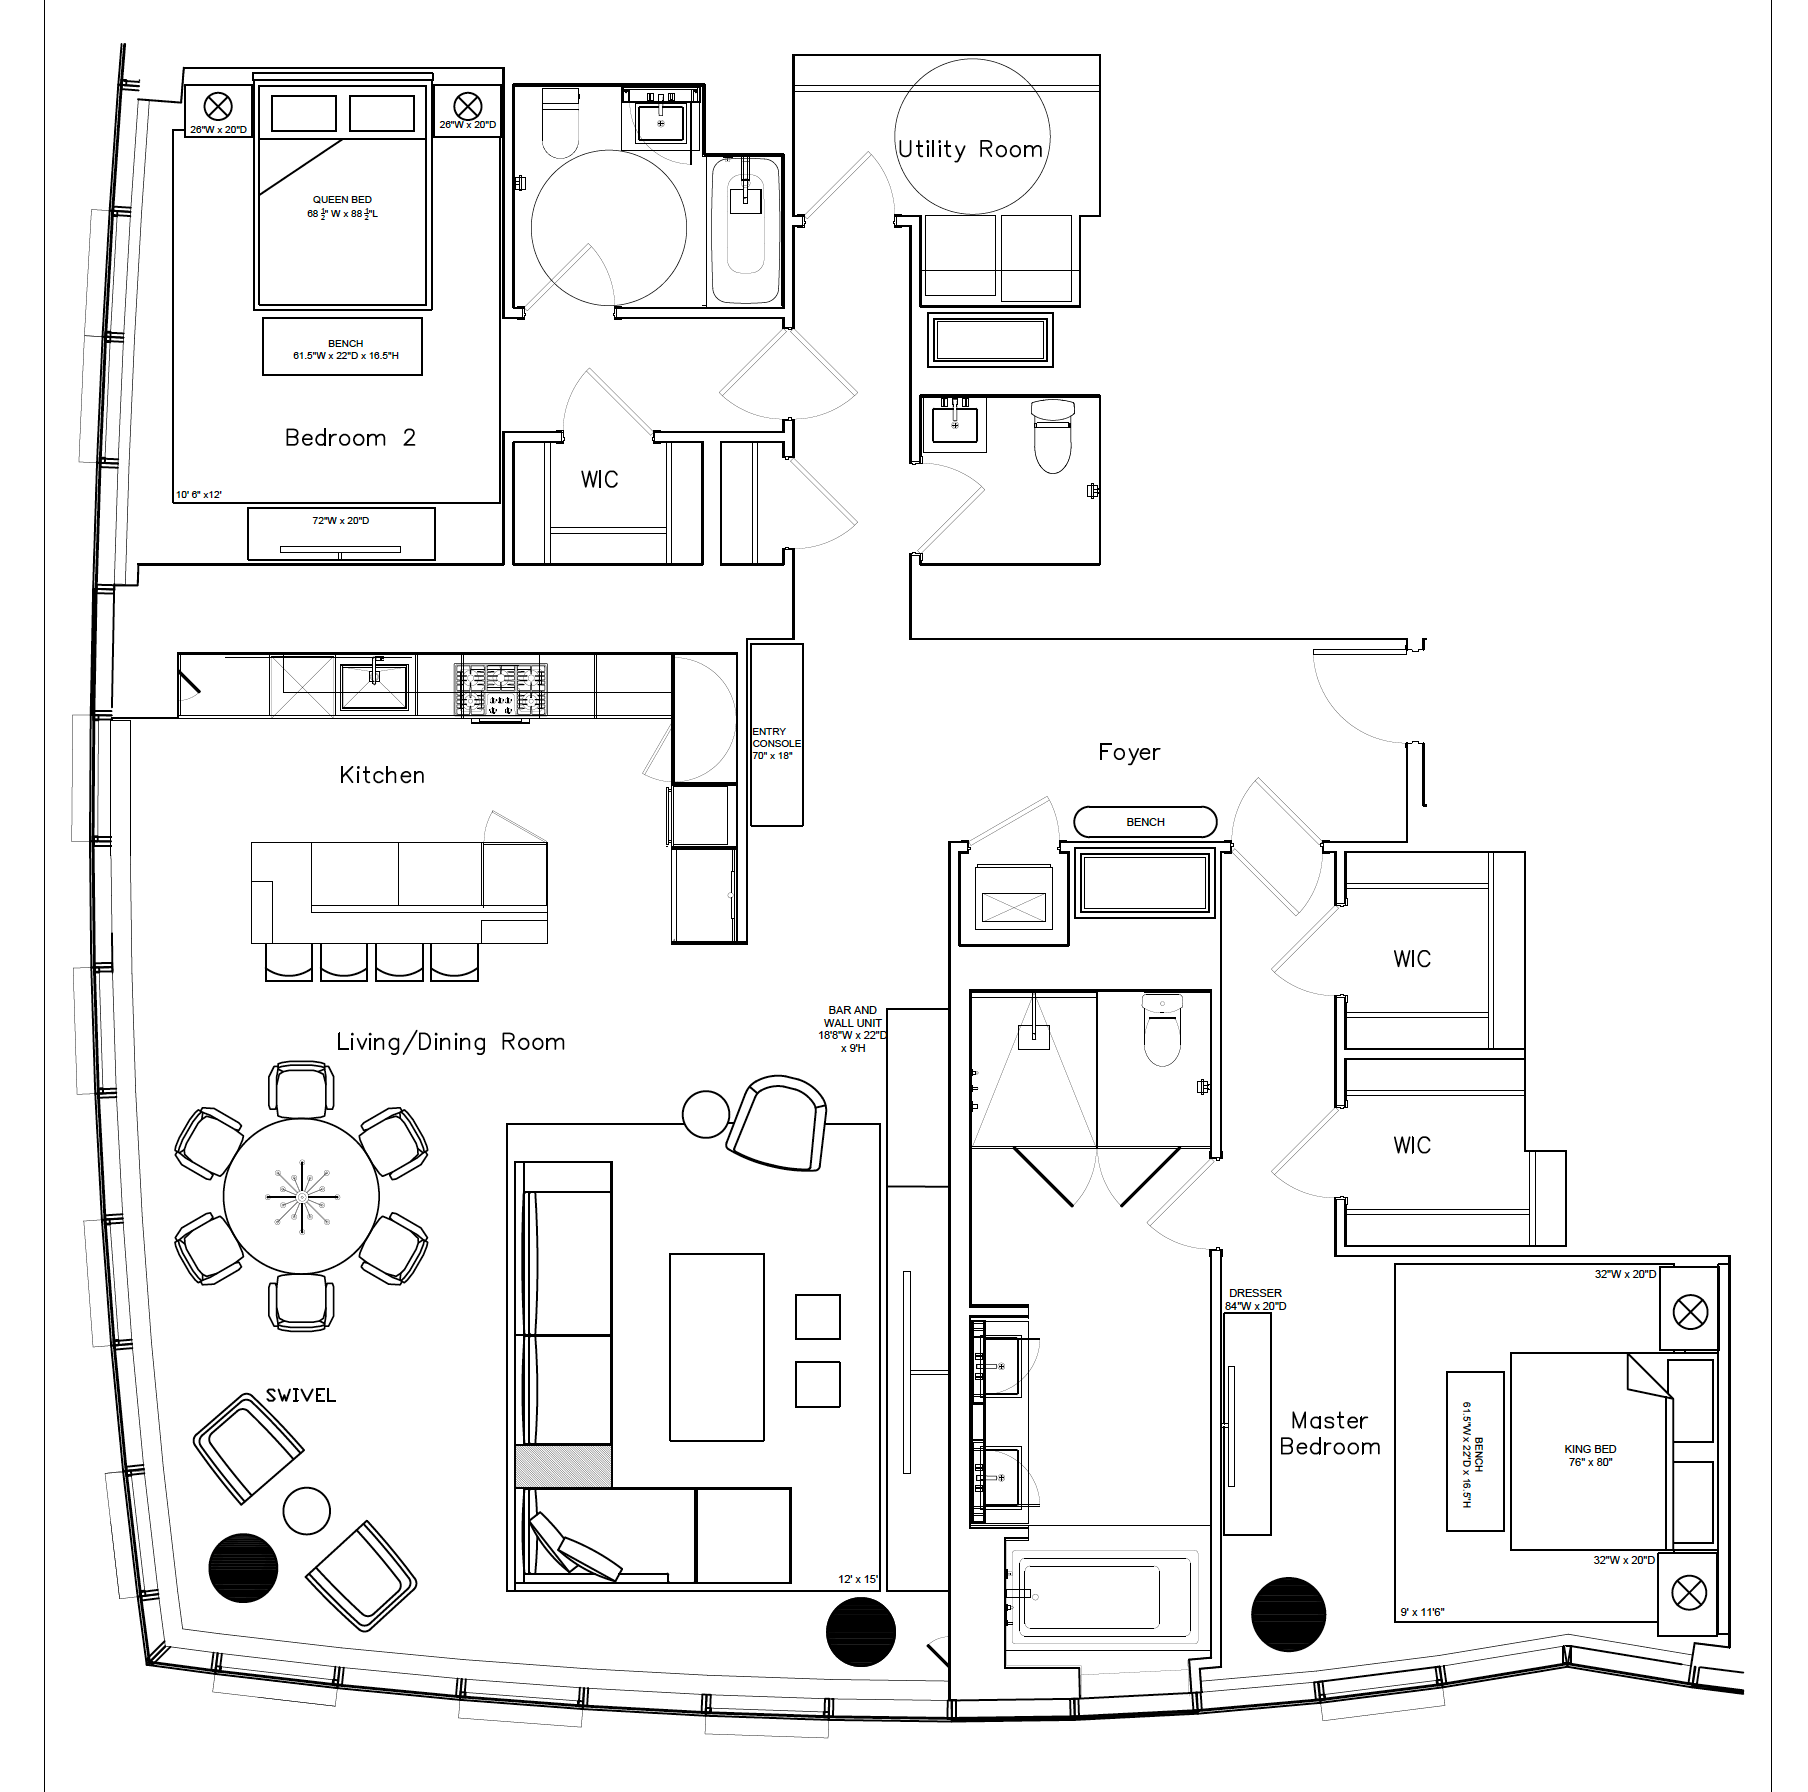 26"W x 20"D
26"W x 20"D
QUEEN BED
68 ½" W x 88 ½"L
BENCH
61.5"W x 22"D x 16.5"H
Bedroom 2
10' 6" x12'
72"W x 20"D
WIC
Utility Room
ENTRY
CONSOLE
70" x 18"
Kitchen
Foyer
BENCH
WIC
Living/Dining Room
BAR AND
WALL UNIT
18'8"W x 22"D
x 9'H
WIC
SWIVEL
12' x 15'
DRESSER
84"W x 20"D
32"W x 20"D
Master
Bedroom
BENCH
61.5"W x 22"D x 16.5"H
KING BED
76" x 80"
32"W x 20"D
9' x 11'6"